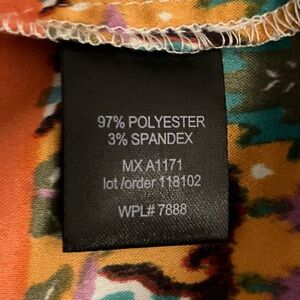 97% POLYESTER
3% SPANDEX
MX A1171
lot /order 118102
WPL# 7888